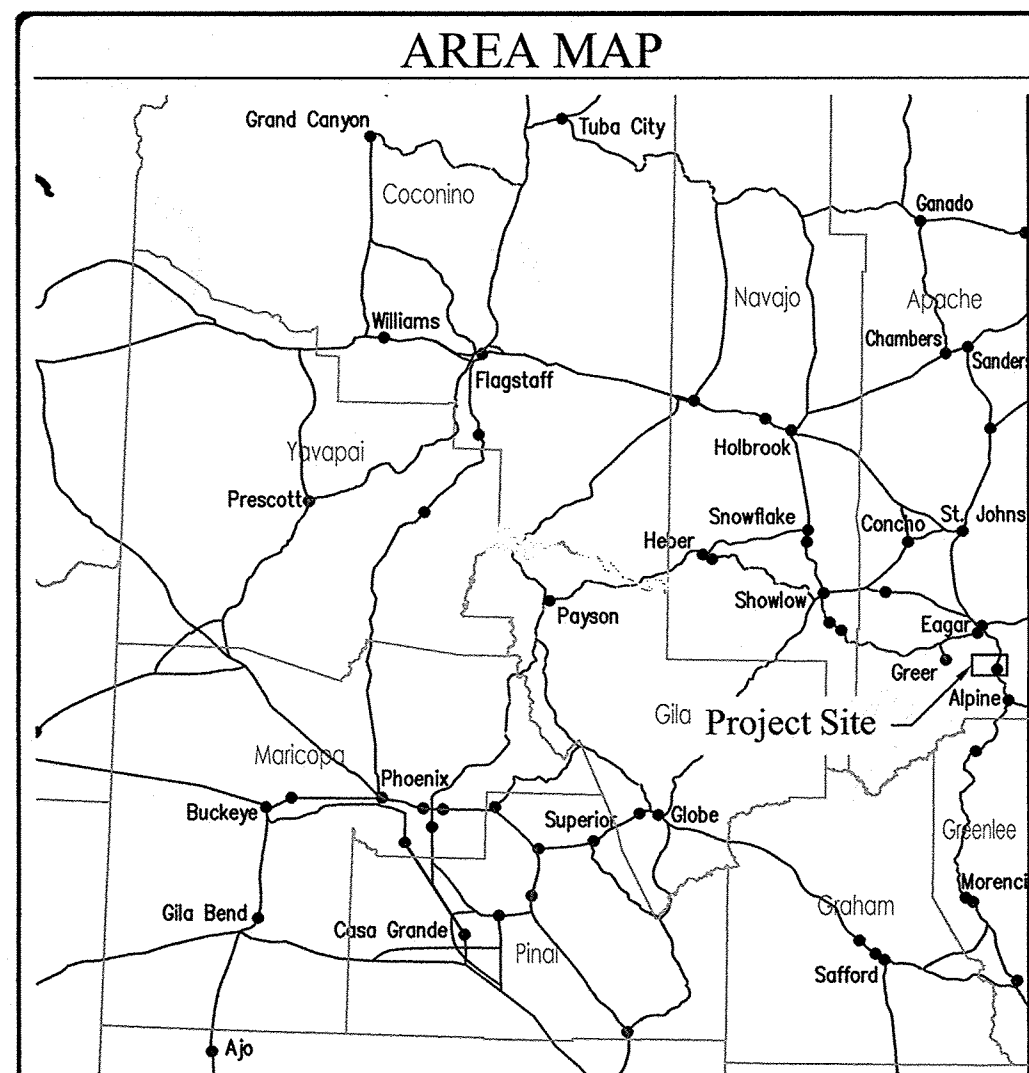 AREA MAP
Grand Canyon
Tuba City
Coconino
Ganado
Navajo
Apache
Williams
Chambers
Sanders
Flagstaff
Yavapai
Holbrook
Prescott
Snowflake
Concho
St. Johns
Heber
Payson
Showlow
Eagar
Greer
Alpine
Gila
Project Site
Maricopa
Phoenix
Buckeye
Superior
Globe
Greenlee
Morenci
Gila Bend
Casa Grande
Graham
Pinal
Safford
Ajo